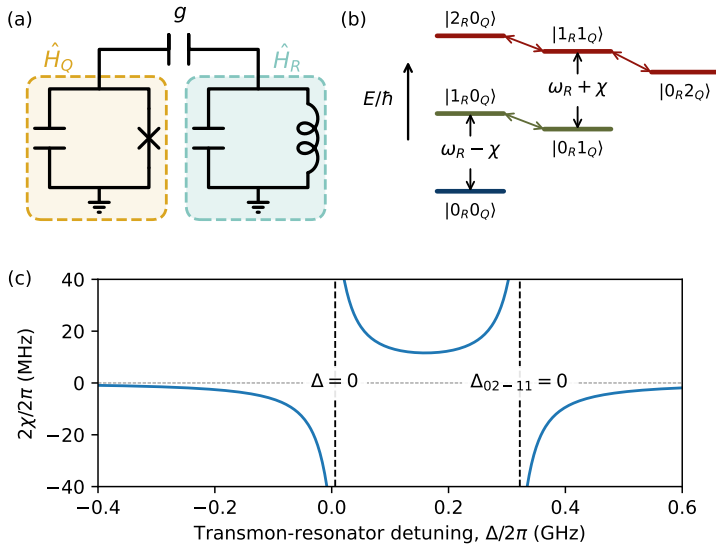 (a)
g
Ĥ_Q
Ĥ_R
(b)
E/ħ
|2_R0_Q⟩
|1_R1_Q⟩
|0_R2_Q⟩
ω_R + χ
|1_R0_Q⟩
|0_R1_Q⟩
ω_R − χ
|0_R0_Q⟩
(c)
2χ/2π (MHz)
40
20
0
−20
−40
Δ = 0
Δ_{02−11} = 0
−0.4
−0.2
0.0
0.2
0.4
0.6
Transmon-resonator detuning, Δ/2π (GHz)